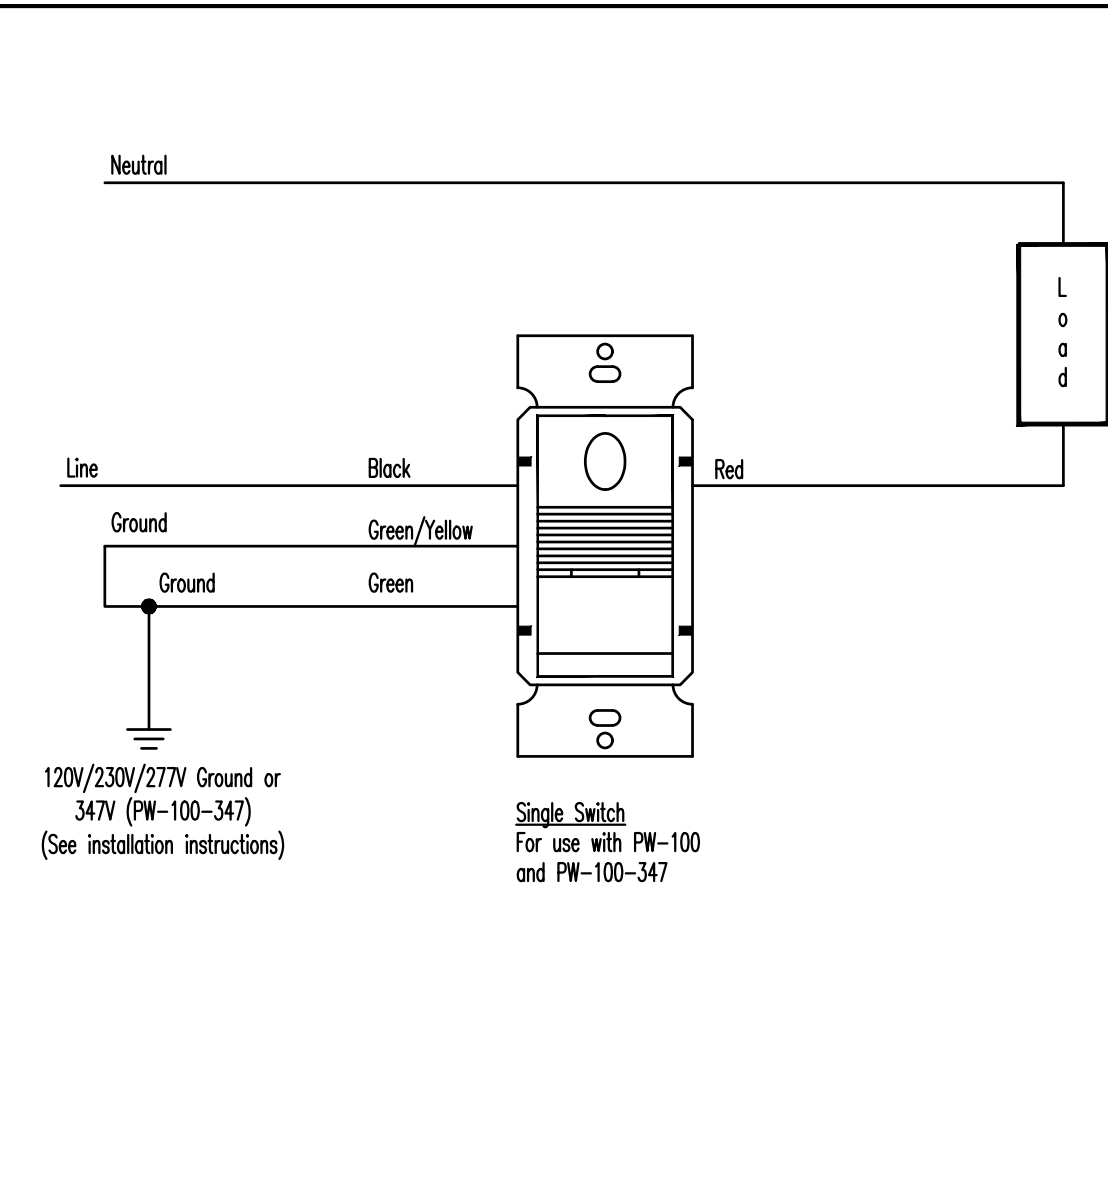 Neutral
L
o
a
d
Line
Black
Red
Ground
Green/Yellow
Ground
Green
120V/230V/277V Ground or
347V (PW-100-347)
(See installation instructions)
Single Switch
For use with PW-100
and PW-100-347